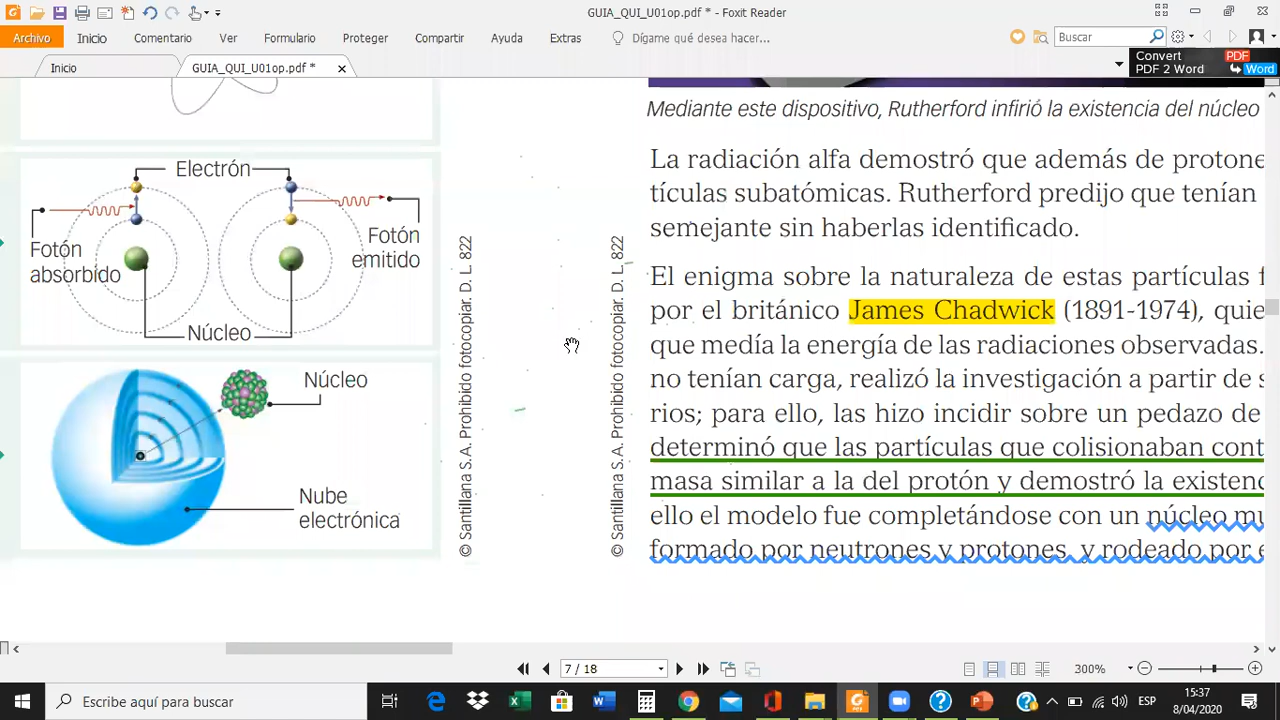 GUIA_QUI_U01op.pdf * - Foxit Reader
Archivo
Inicio
Comentario
Ver
Formulario
Proteger
Compartir
Ayuda
Extras
Dígame qué desea hacer...
Buscar
Inicio
GUIA_QUI_U01op.pdf *
Convert
PDF 2 Word
PDF
Word
Electrón
Fotón
absorbido
Fotón
emitido
Núcleo
Núcleo
Nube
electrónica
© Santillana S.A. Prohibido fotocopiar. D. L. 822
© Santillana S.A. Prohibido fotocopiar. D. L. 822
Mediante este dispositivo, Rutherford infirió la existencia del núcleo
La radiación alfa demostró que además de protone
tículas subatómicas. Rutherford predijo que tenían
semejante sin haberlas identificado.
El enigma sobre la naturaleza de estas partículas f
por el británico James Chadwick (1891-1974), quie
que medía la energía de las radiaciones observadas.
no tenían carga, realizó la investigación a partir de s
rios; para ello, las hizo incidir sobre un pedazo de
determinó que las partículas que colisionaban cont
masa similar a la del protón y demostró la existenc
ello el modelo fue completándose con un núcleo mu
formado por neutrones y protones, y rodeado por e
7 / 18
300%
Escribe aquí para buscar
ESP
15:37
8/04/2020